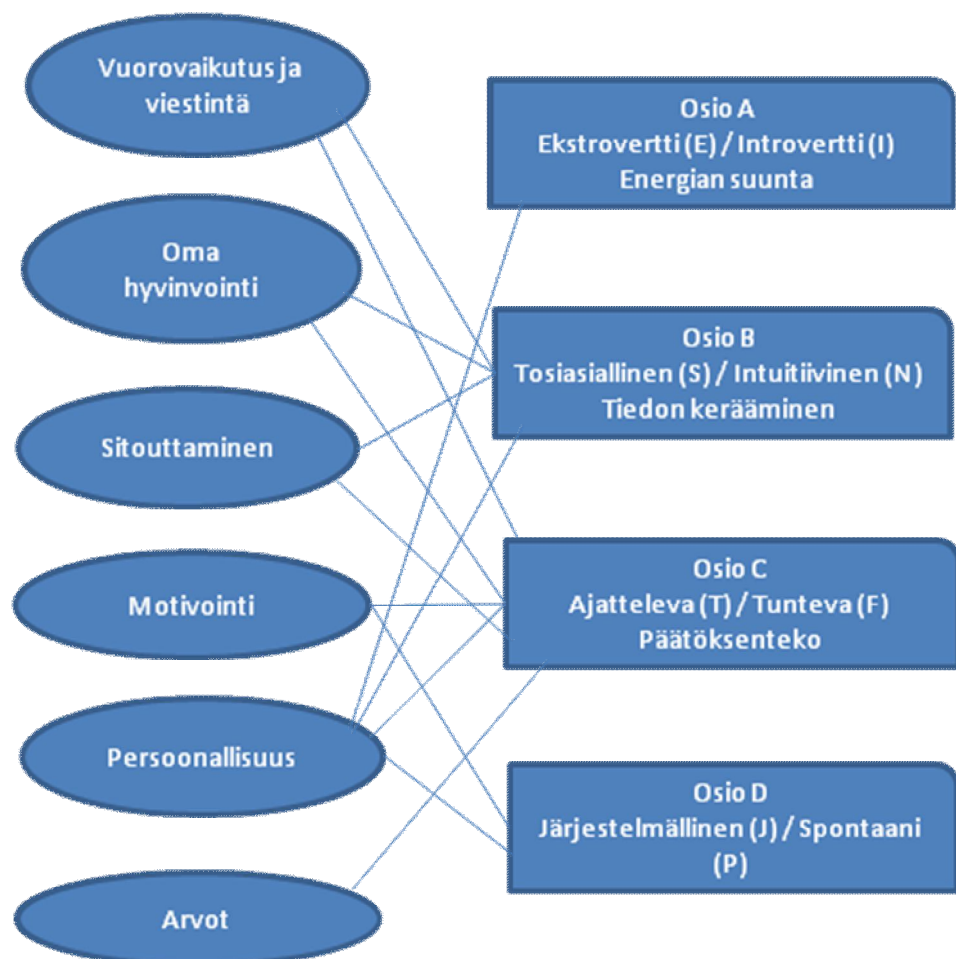 Vuorovaikutus ja
viestintä
Oma
hyvinvointi
Sitouttaminen
Motivointi
Persoonallisuus
Arvot
Osio A
Ekstrovertti (E) / Introvertti (I)
Energian suunta
Osio B
Tosiasiallinen (S) / Intuitiivinen (N)
Tiedon kerääminen
Osio C
Ajatteleva (T) / Tunteva (F)
Päätöksenteko
Osio D
Järjestelmällinen (J) / Spontaani
(P)